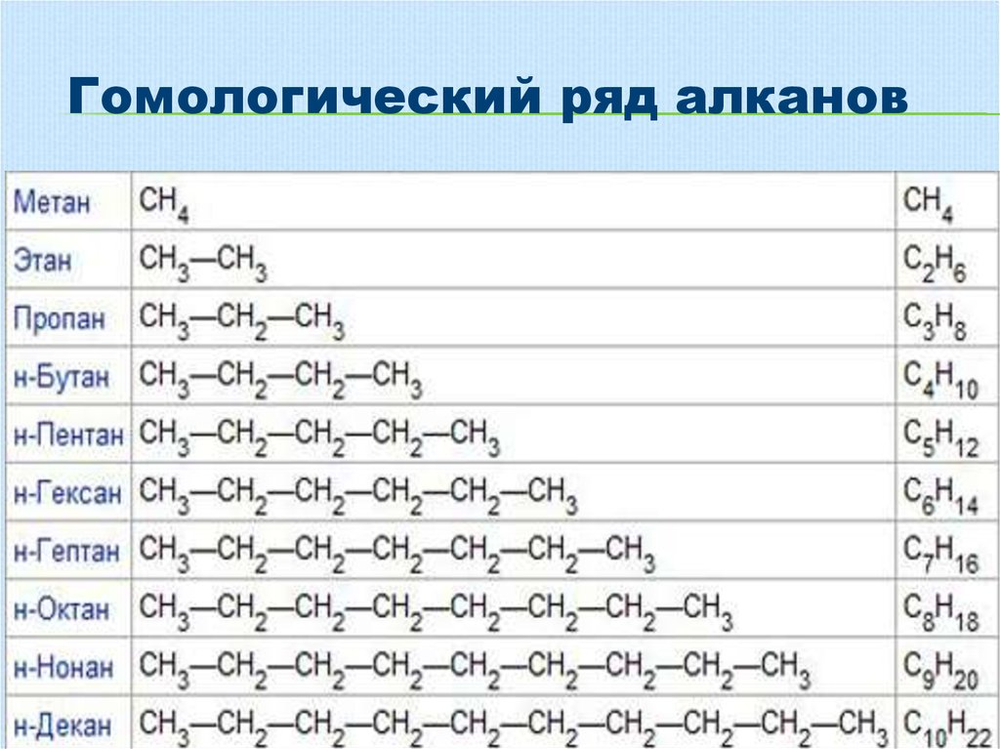 Гомологический ряд алканов
Метан CH₄ CH₄
Этан CH₃—CH₃ C₂H₆
Пропан CH₃—CH₂—CH₃ C₃H₈
н-Бутан CH₃—CH₂—CH₂—CH₃ C₄H₁₀
н-Пентан CH₃—CH₂—CH₂—CH₂—CH₃ C₅H₁₂
н-Гексан CH₃—CH₂—CH₂—CH₂—CH₂—CH₃ C₆H₁₄
н-Гептан CH₃—CH₂—CH₂—CH₂—CH₂—CH₂—CH₃ C₇H₁₆
н-Октан CH₃—CH₂—CH₂—CH₂—CH₂—CH₂—CH₂—CH₃ C₈H₁₈
н-Нонан CH₃—CH₂—CH₂—CH₂—CH₂—CH₂—CH₂—CH₂—CH₃ C₉H₂₀
н-Декан CH₃—CH₂—CH₂—CH₂—CH₂—CH₂—CH₂—CH₂—CH₂—CH₃ C₁₀H₂₂